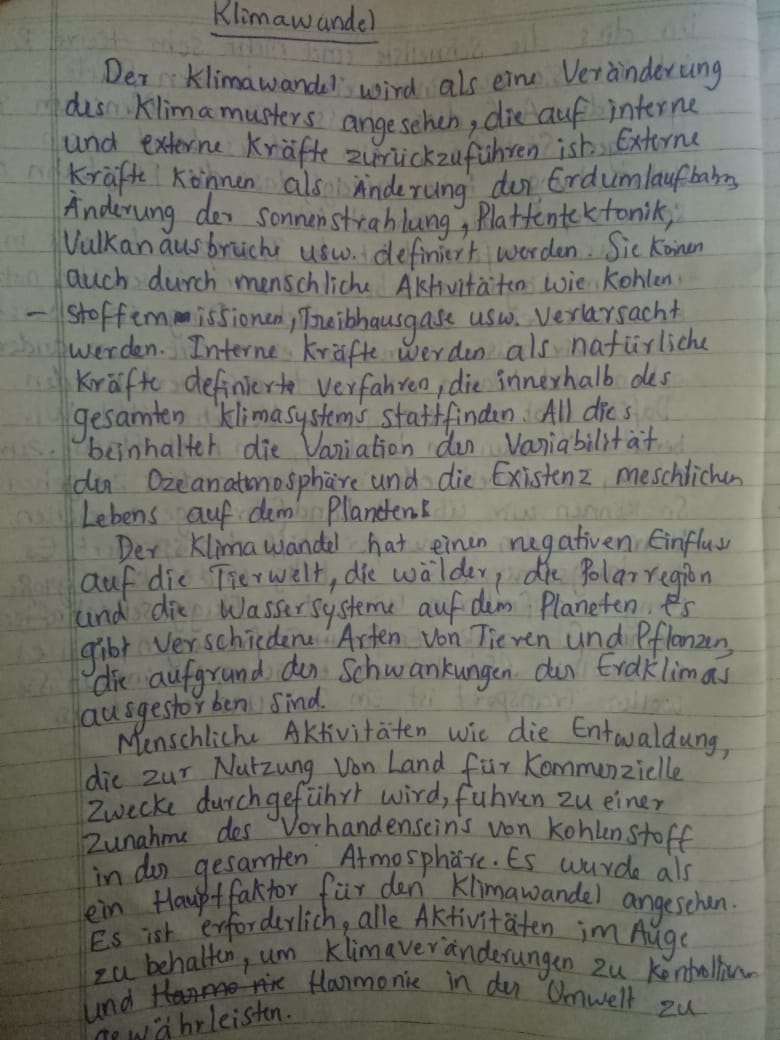 Klimawandel
Der Klimawandel wird als eine Veränderung
des Klimamusters angesehen, die auf interne
und externe Kräfte zurückzuführen ist. Externe
Kräfte können als Änderung der Erdumlaufbahn,
Änderung der sonnenstrahlung, Plattentektonik,
Vulkanausbrüche usw. definiert werden. Sie können
auch durch menschliche Aktivitäten wie Kohlen
- stoffemissionen, Treibhausgase usw. verursacht
werden. Interne Kräfte werden als natürliche
Kräfte definierte verfahren, die innerhalb des
gesamten klimasystems stattfinden. All dies
beinhaltet die Variation der Variabilität
der Ozeanatmosphäre und die Existenz meschlichen
Lebens auf dem Planeten.
Der Klimawandel hat einen negativen Einfluss
auf die Tierwelt, die wälder, die Polarregion
und die Wassersysteme auf dem Planeten. Es
gibt verschiedene Arten von Tieren und Pflanzen,
die aufgrund der Schwankungen der Erdklimas
ausgestorben sind.
Menschliche Aktivitäten wie die Entwaldung,
die zur Nutzung von Land für kommerzielle
Zwecke durchgeführt wird, führen zu einer
Zunahme des Vorhandenseins von Kohlenstoff
in der gesamten Atmosphäre. Es wurde als
ein Hauptfaktor für den Klimawandel angesehen.
Es ist erforderlich, alle Aktivitäten im Auge
zu behalten, um Klimaveränderungen zu kontrollieren
und Harmonie in der Umwelt zu
gewährleisten.